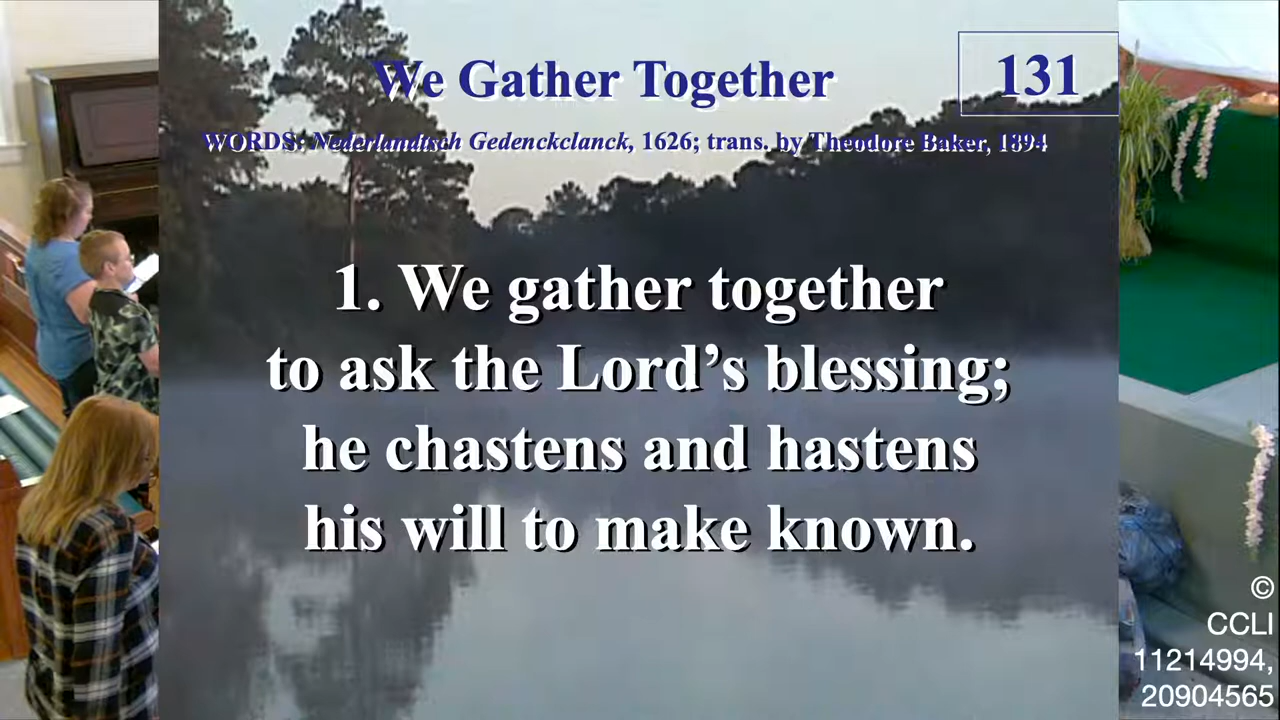 We Gather Together
131
WORDS: Nederlandtsch Gedenckclanck, 1626; trans. by Theodore Baker, 1894
1. We gather together
to ask the Lord’s blessing;
he chastens and hastens
his will to make known.
©
CCLI
11214994,
20904565